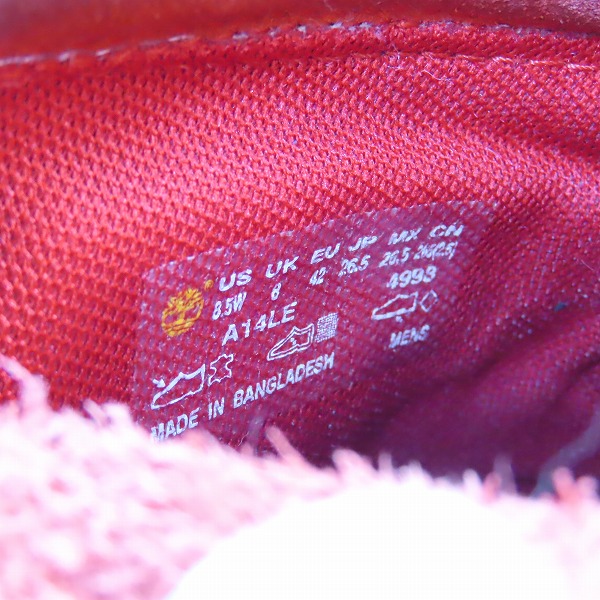 US UK EU JP MX CN
8.5W 8 42 26.5 26.5 265(2.5)
A14LE 4993
MENS
MADE IN BANGLADESH